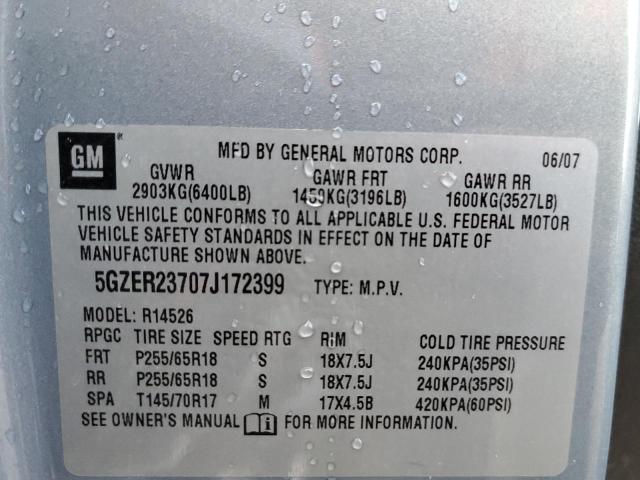 GM
MFD BY GENERAL MOTORS CORP. 06/07
GVWR GAWR FRT GAWR RR
2903KG(6400LB) 1450KG(3196LB) 1600KG(3527LB)
THIS VEHICLE CONFORMS TO ALL APPLICABLE U.S. FEDERAL MOTOR
VEHICLE SAFETY STANDARDS IN EFFECT ON THE DATE OF
MANUFACTURE SHOWN ABOVE.
5GZER23707J172399 TYPE: M.P.V.
MODEL: R14526
RPGC TIRE SIZE SPEED RTG RIM COLD TIRE PRESSURE
FRT P255/65R18 S 18X7.5J 240KPA(35PSI)
RR P255/65R18 S 18X7.5J 240KPA(35PSI)
SPA T145/70R17 M 17X4.5B 420KPA(60PSI)
SEE OWNER'S MANUAL FOR MORE INFORMATION.